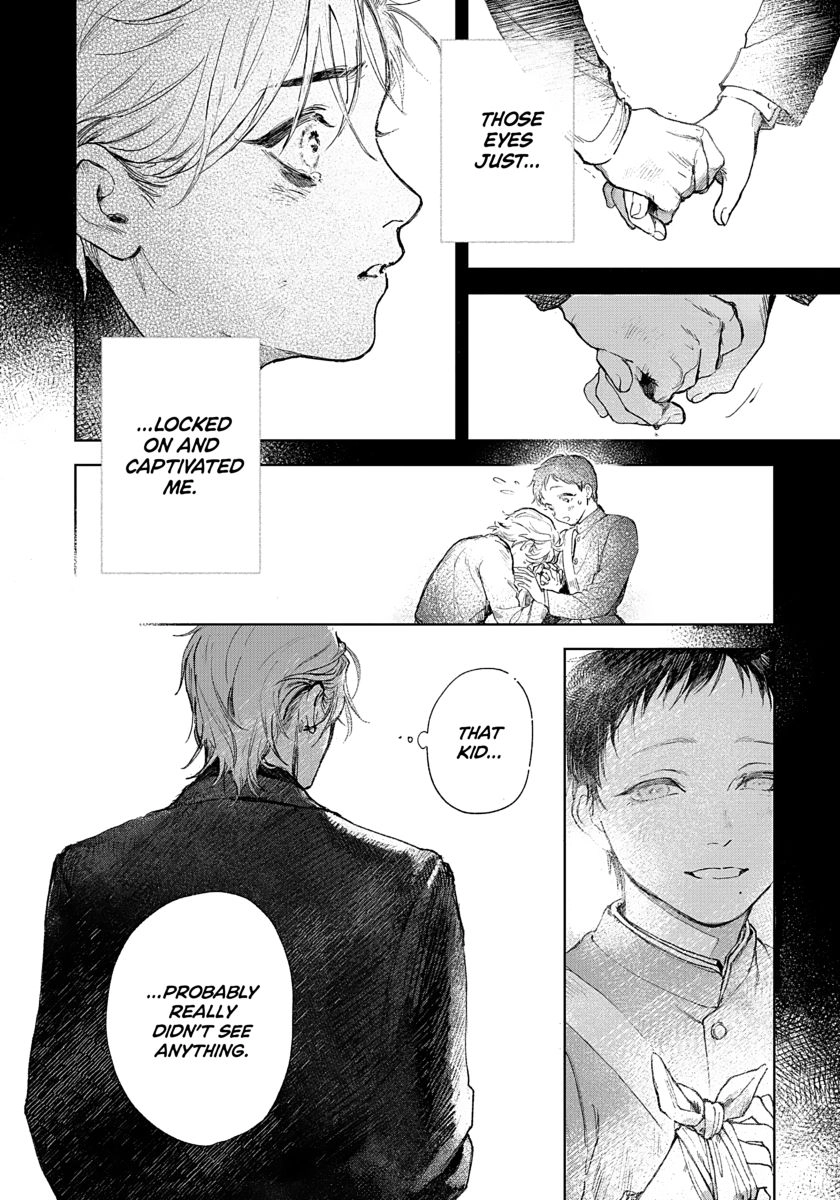 THOSE
EYES
JUST...
...LOCKED
ON AND
CAPTIVATED
ME.
THAT
KID...
...PROBABLY
REALLY
DIDN'T SEE
ANYTHING.